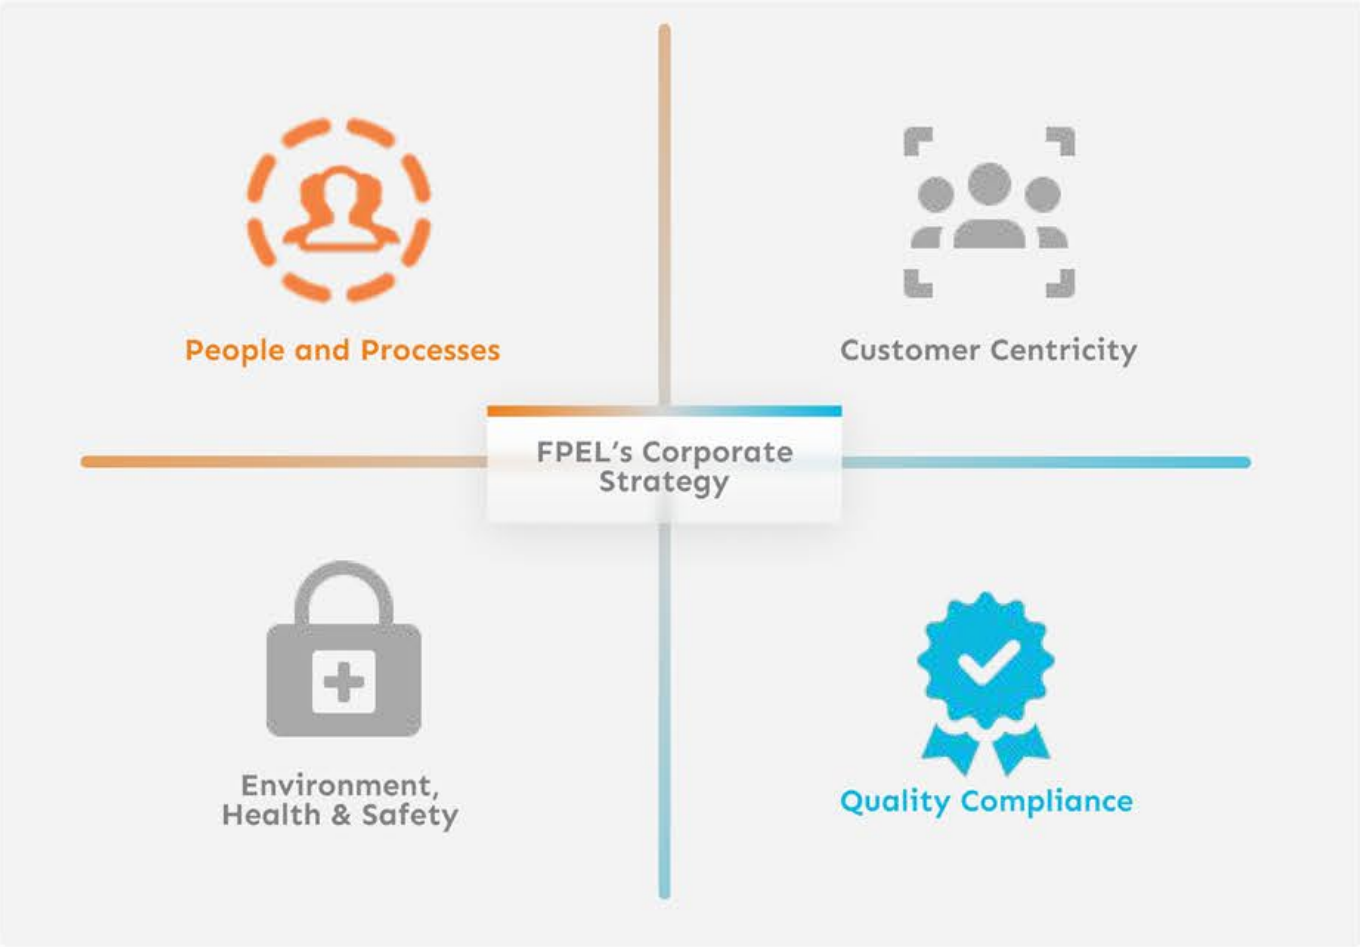 People and Processes
Customer Centricity
FPEL’s Corporate
Strategy
Environment,
Health & Safety
Quality Compliance